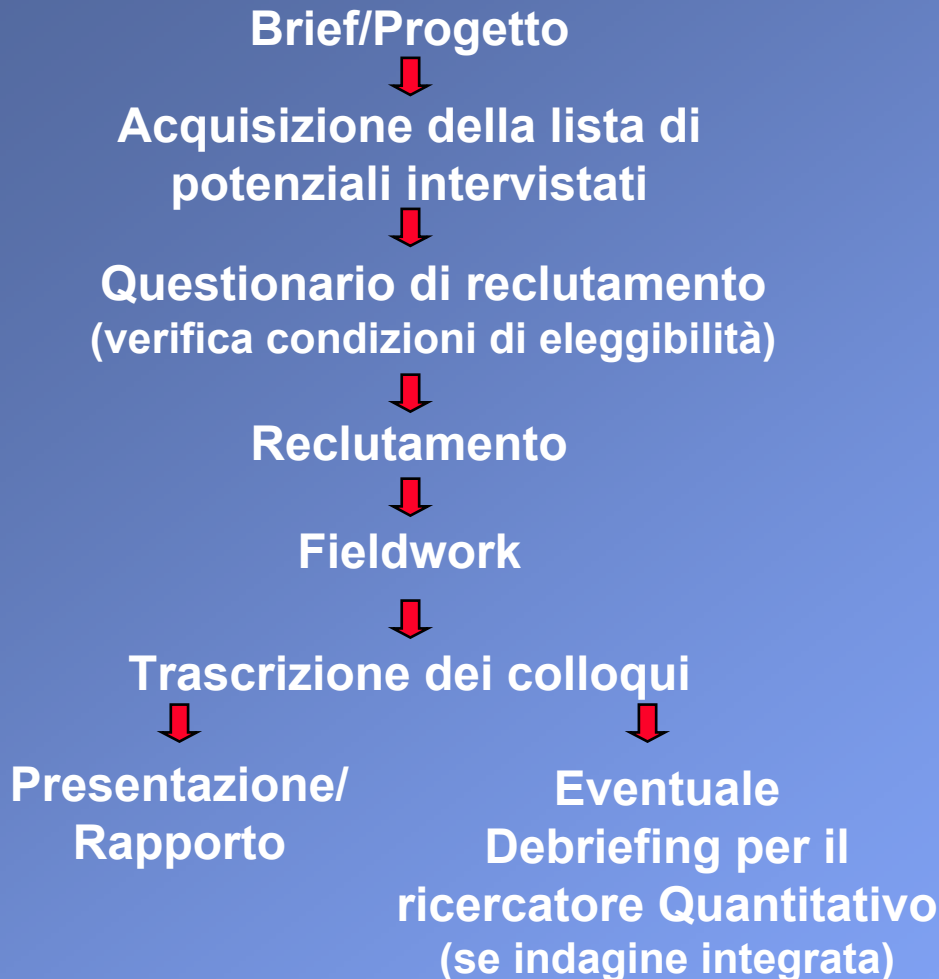 Brief/Progetto
Acquisizione della lista di
potenziali intervistati
Questionario di reclutamento
(verifica condizioni di eleggibilità)
Reclutamento
Fieldwork
Trascrizione dei colloqui
Presentazione/
Rapporto
Eventuale
Debriefing per il
ricercatore Quantitativo
(se indagine integrata)